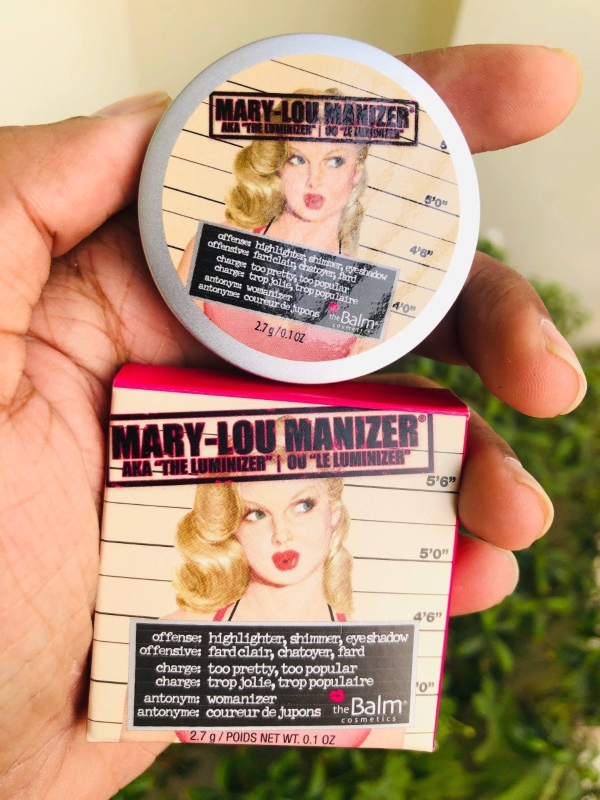 MARY-LOU MANIZER®
AKA "THE LUMINIZER" | OU "LE LUMINIZER"
5'0"
4'6"
4'0"
offense: highlighter, shimmer, eyeshadow
offensive: fard clair, chatoyer, fard
charge: too pretty, too popular
charge: trop jolie, trop populaire
antonym: womanizer
antonyme: coureur de jupons
theBalm®
cosmetics
2.7 g / 0.1 OZ
MARY-LOU MANIZER®
AKA "THE LUMINIZER" | OU "LE LUMINIZER"
5'6"
5'0"
4'6"
'0"
offense: highlighter, shimmer, eyeshadow
offensive: fard clair, chatoyer, fard
charge: too pretty, too popular
charge: trop jolie, trop populaire
antonym: womanizer
antonyme: coureur de jupons
theBalm®
cosmetics
2.7 g / POIDS NET WT. 0.1 OZ